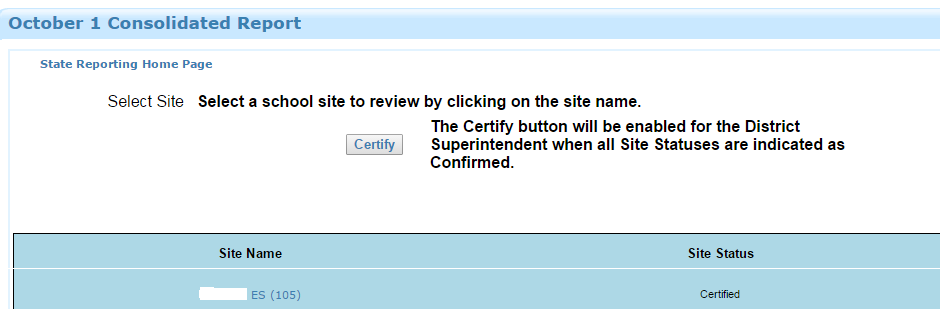 October 1 Consolidated Report
State Reporting Home Page
Select Site Select a school site to review by clicking on the site name.
Certify
The Certify button will be enabled for the District
Superintendent when all Site Statuses are indicated as
Confirmed.
Site Name Site Status
ES (105) Certified